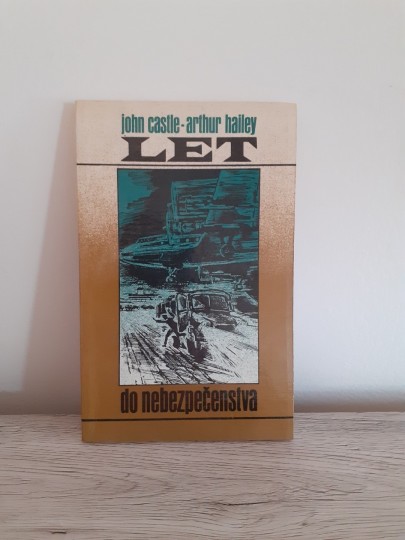 john castle • arthur hailey
LET
do nebezpečenstva